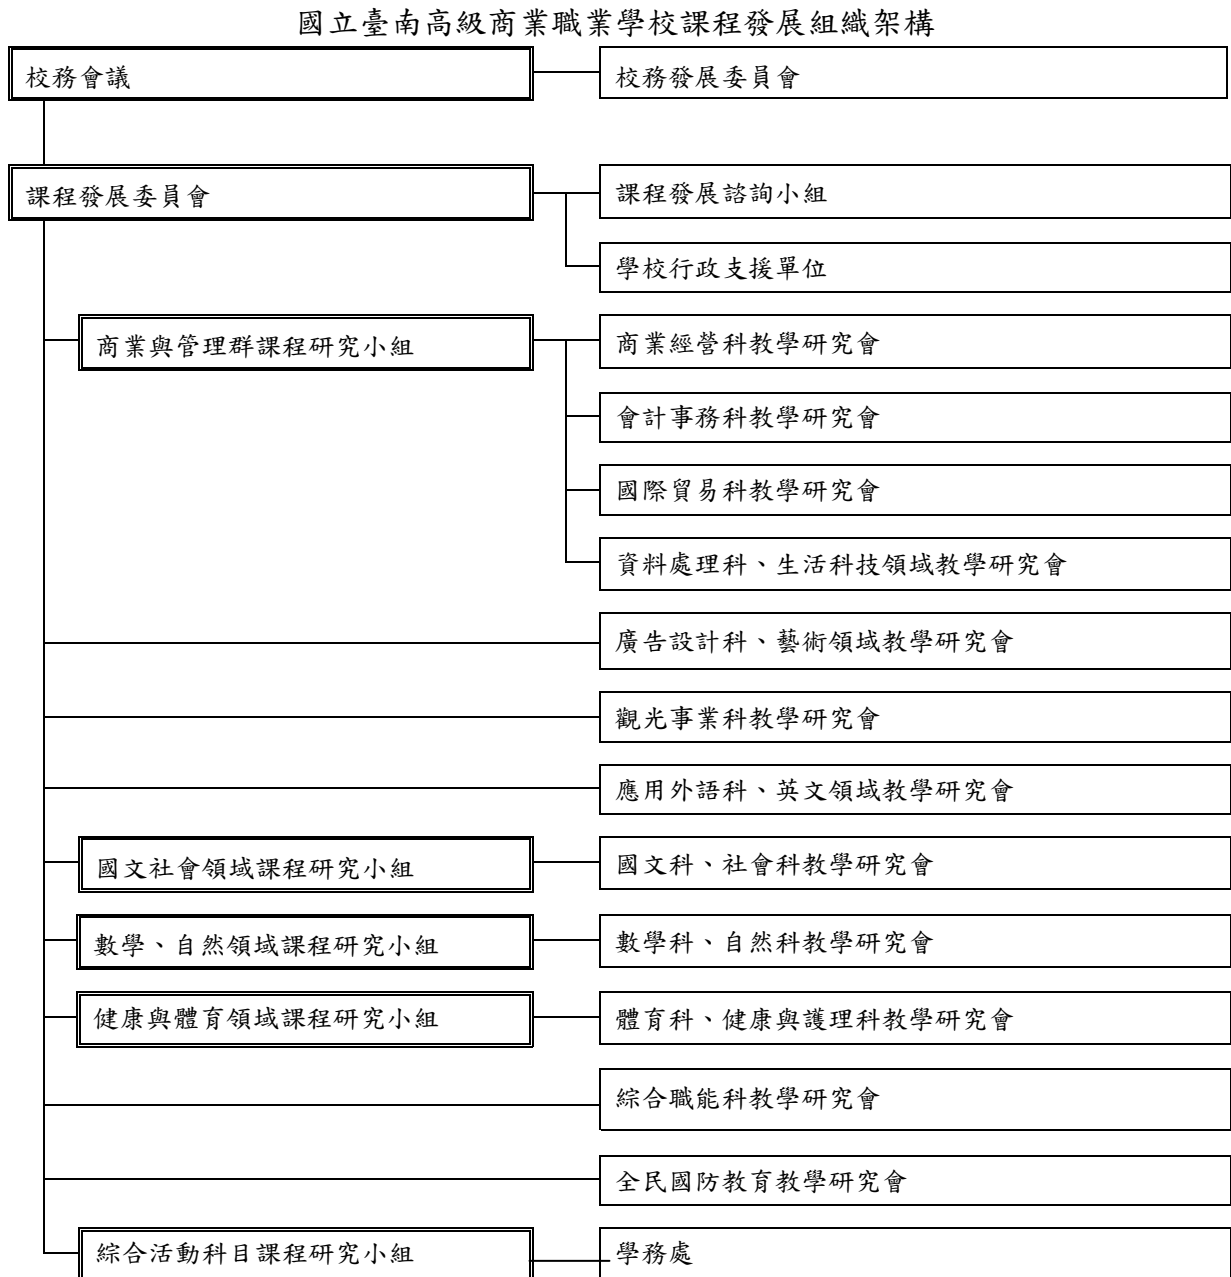 國立臺南高級商業職業學校課程發展組織架構
校務會議
校務發展委員會
課程發展委員會
課程發展諮詢小組
學校行政支援單位
商業與管理群課程研究小組
商業經營科教學研究會
會計事務科教學研究會
國際貿易科教學研究會
資料處理科、生活科技領域教學研究會
廣告設計科、藝術領域教學研究會
觀光事業科教學研究會
應用外語科、英文領域教學研究會
國文社會領域課程研究小組
國文科、社會科教學研究會
數學、自然領域課程研究小組
數學科、自然科教學研究會
健康與體育領域課程研究小組
體育科、健康與護理科教學研究會
綜合職能科教學研究會
全民國防教育教學研究會
綜合活動科目課程研究小組
學務處